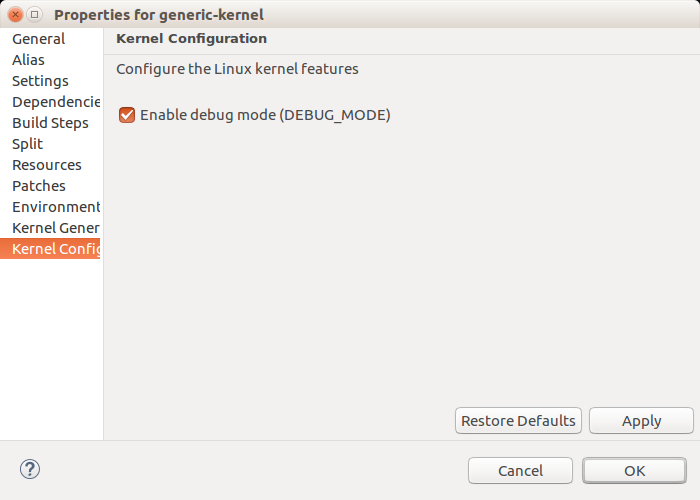 Properties for generic-kernel
General
Alias
Settings
Dependencie
Build Steps
Split
Resources
Patches
Environment
Kernel Gener
Kernel Config
Kernel Configuration
Configure the Linux kernel features
Enable debug mode (DEBUG_MODE)
Restore Defaults
Apply
?
Cancel
OK